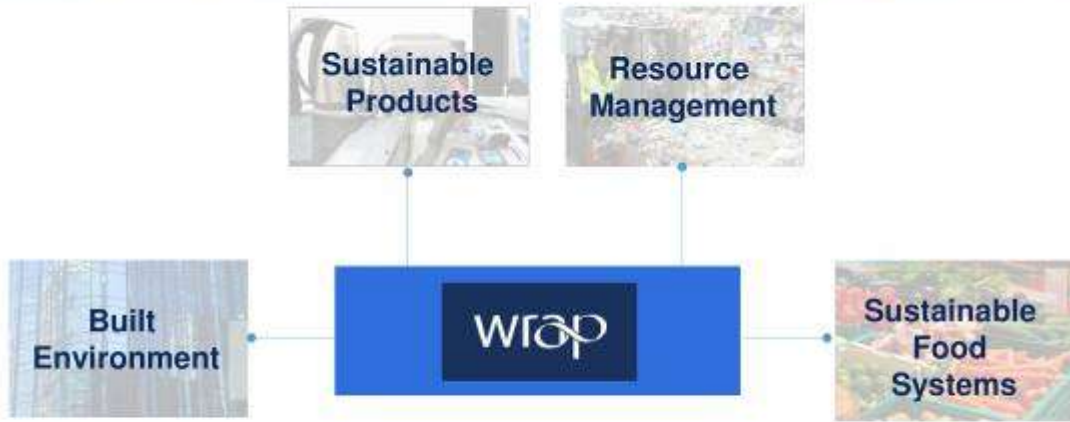 Sustainable
Products
Resource
Management
Built
Environment
wrap
Sustainable
Food
Systems